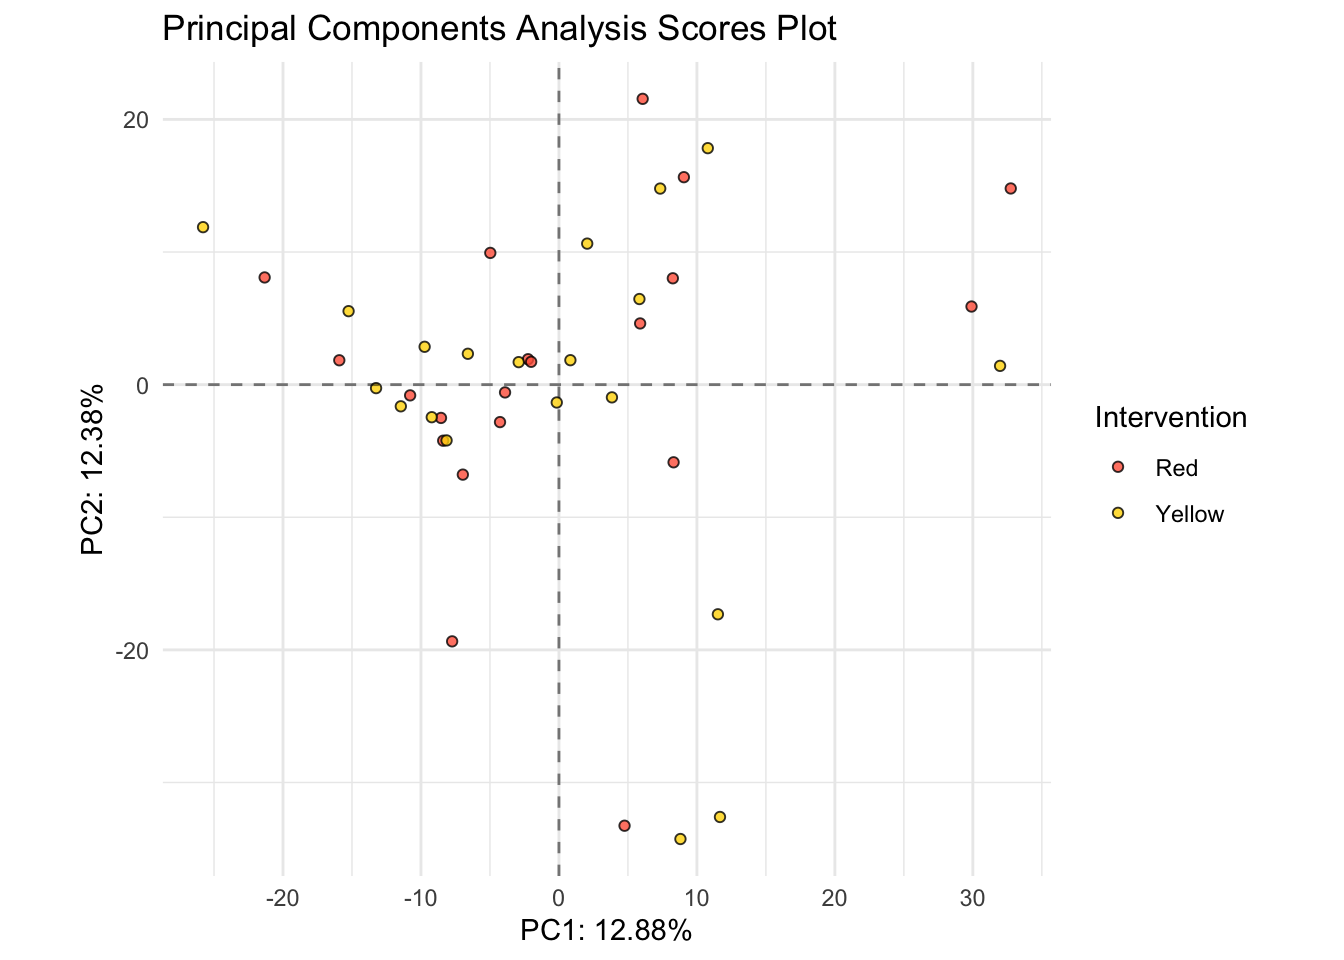 Principal Components Analysis Scores Plot
20
0
-20
PC2: 12.38%
-20
-10
0
10
20
30
PC1: 12.88%
Intervention
Red
Yellow